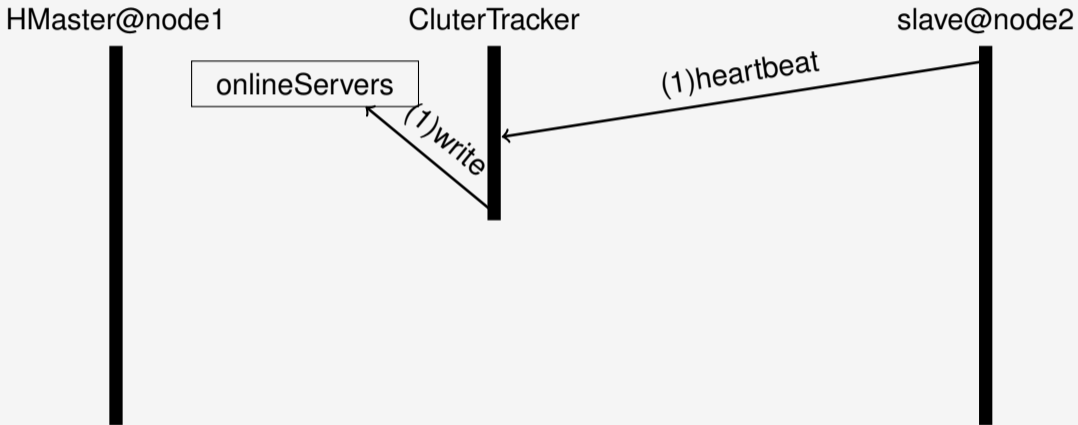 HMaster@node1
CluterTracker
slave@node2
onlineServers
(1)heartbeat
(1)write